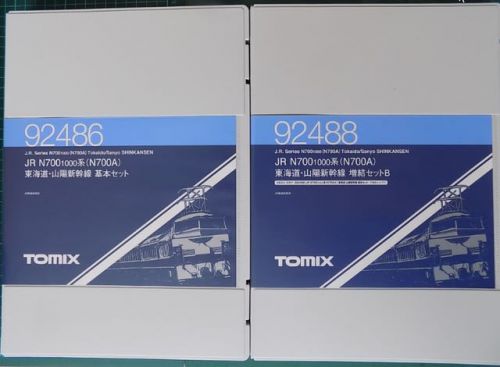 92486
J.R. Series N700 1000 (N700A) Tokaido/Sanyo SHINKANSEN
JR N700 1000系(N700A)
東海道・山陽新幹線 基本セット
TOMIX
92488
J.R. Series N700 1000 (N700A) Tokaido/Sanyo SHINKANSEN
JR N700 1000系(N700A)
東海道・山陽新幹線 増結セットB
TOMIX